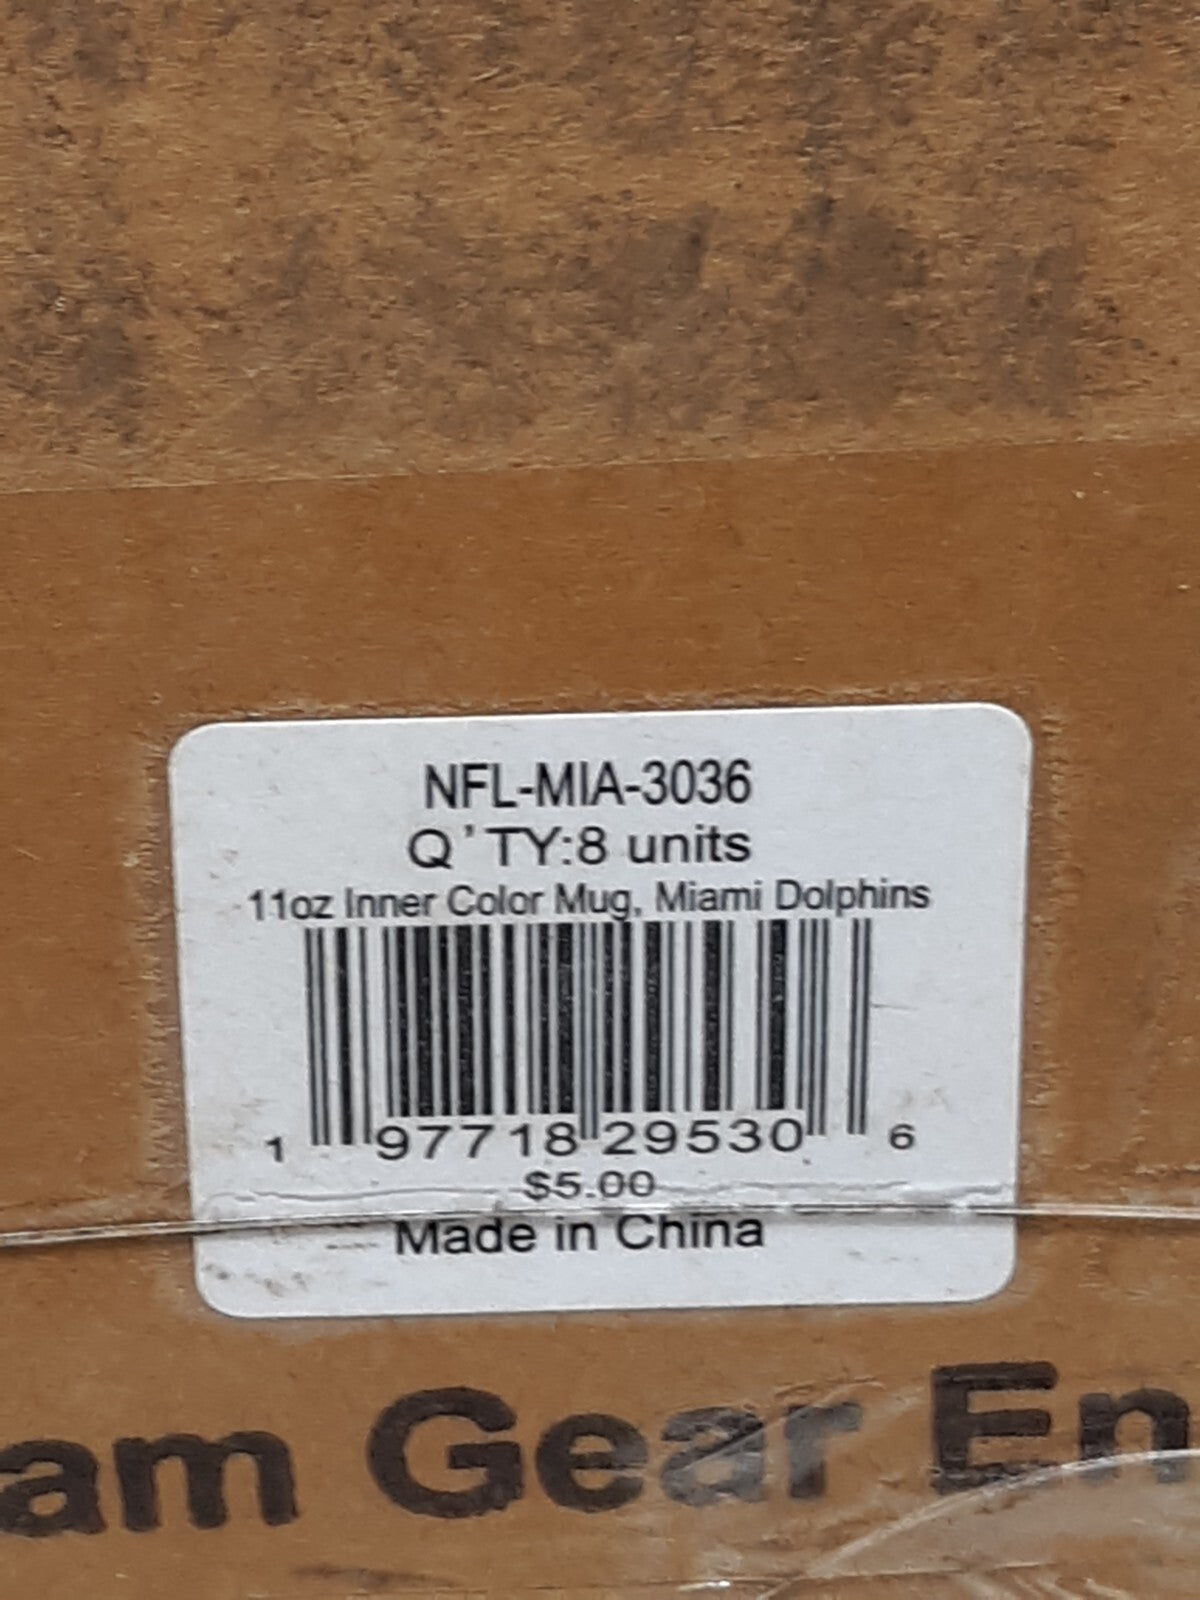 NFL-MIA-3036
Q'TY:8 units
11oz Inner Color Mug, Miami Dolphins
1 97718 29530 6
$5.00
Made in China
am Gear En